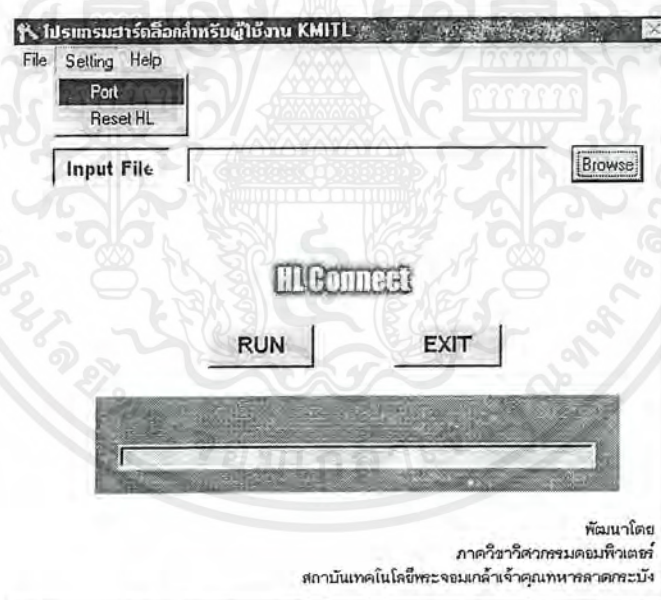 โปรแกรมฮาร์ดล็อกสำหรับผู้ใช้งาน KMITL
File Setting Help
Port
Reset HL
Input File Browse
HLConnect
RUN EXIT
พัฒนาโดย
ภาควิชาวิศวกรรมคอมพิวเตอร์
สถาบันเทคโนโลยีพระจอมเกล้าเจ้าคุณทหารลาดกระบัง